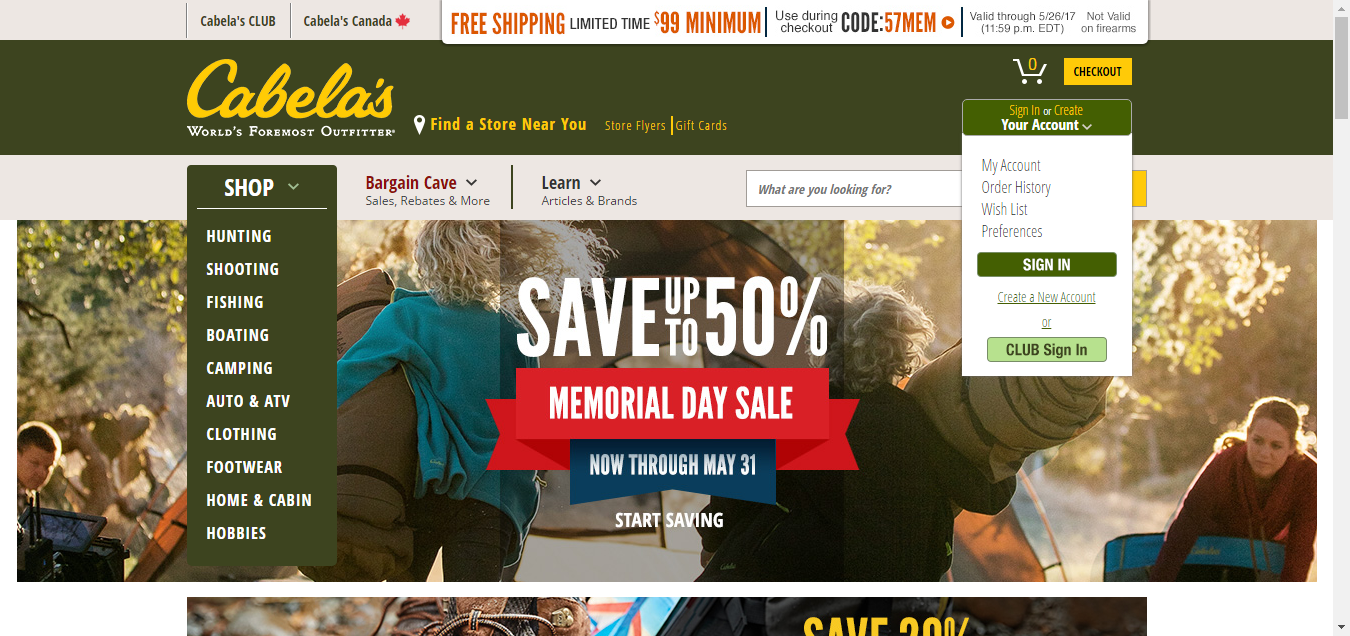 Cabela's CLUB
Cabela's Canada
FREE SHIPPING LIMITED TIME $99 MINIMUM
Use during checkout
CODE:57MEM
Valid through 5/26/17
(11:59 p.m. EDT)
Not Valid
on firearms
Cabela's
WORLD'S FOREMOST OUTFITTER®
Find a Store Near You
Store Flyers
Gift Cards
0
CHECKOUT
Sign In or Create
Your Account
My Account
Order History
Wish List
Preferences
SIGN IN
Create a New Account
or
CLUB Sign In
SHOP
Bargain Cave
Sales, Rebates & More
Learn
Articles & Brands
What are you looking for?
HUNTING
SHOOTING
FISHING
BOATING
CAMPING
AUTO & ATV
CLOTHING
FOOTWEAR
HOME & CABIN
HOBBIES
SAVE UP TO 50%
MEMORIAL DAY SALE
NOW THROUGH MAY 31
START SAVING
Cabela's
SAVE 20%